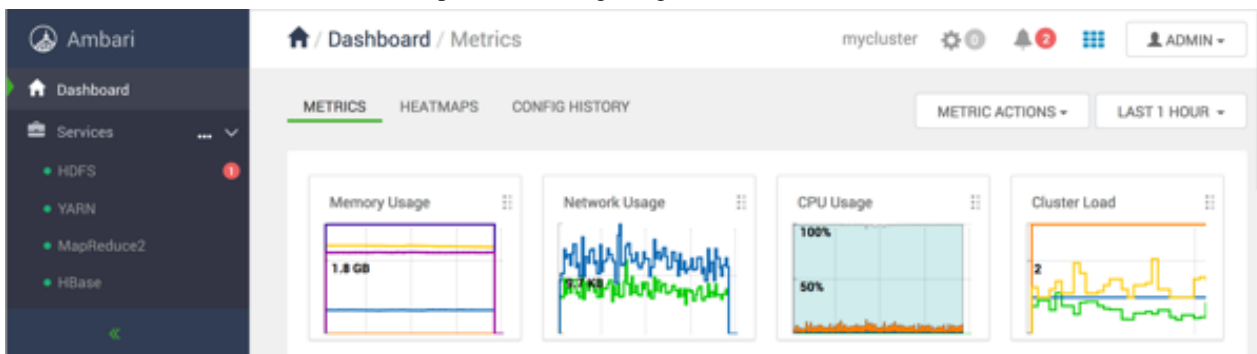 Ambari
Dashboard
Services ...
HDFS 1
YARN
MapReduce2
HBase
«
/ Dashboard / Metrics
mycluster 0 2 ADMIN
METRICS HEATMAPS CONFIG HISTORY
METRIC ACTIONS LAST 1 HOUR
Memory Usage
1.8 GB
Network Usage
CPU Usage
100%
50%
Cluster Load
2